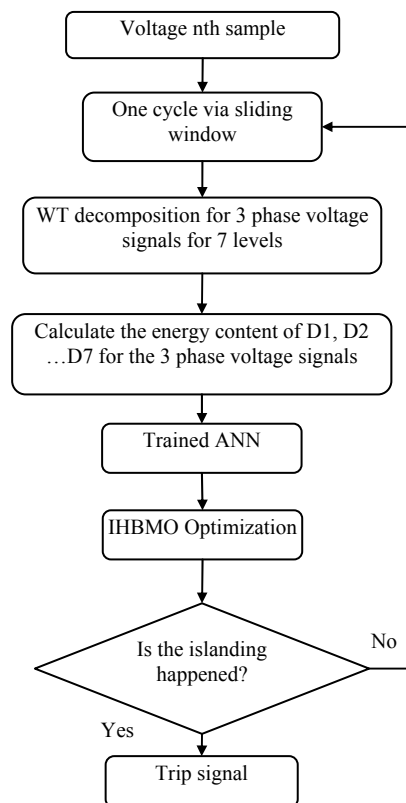 Voltage nth sample
One cycle via sliding
window
WT decomposition for 3 phase voltage
signals for 7 levels
Calculate the energy content of D1, D2
…D7 for the 3 phase voltage signals
Trained ANN
IHBMO Optimization
Is the islanding
happened?
No
Yes
Trip signal